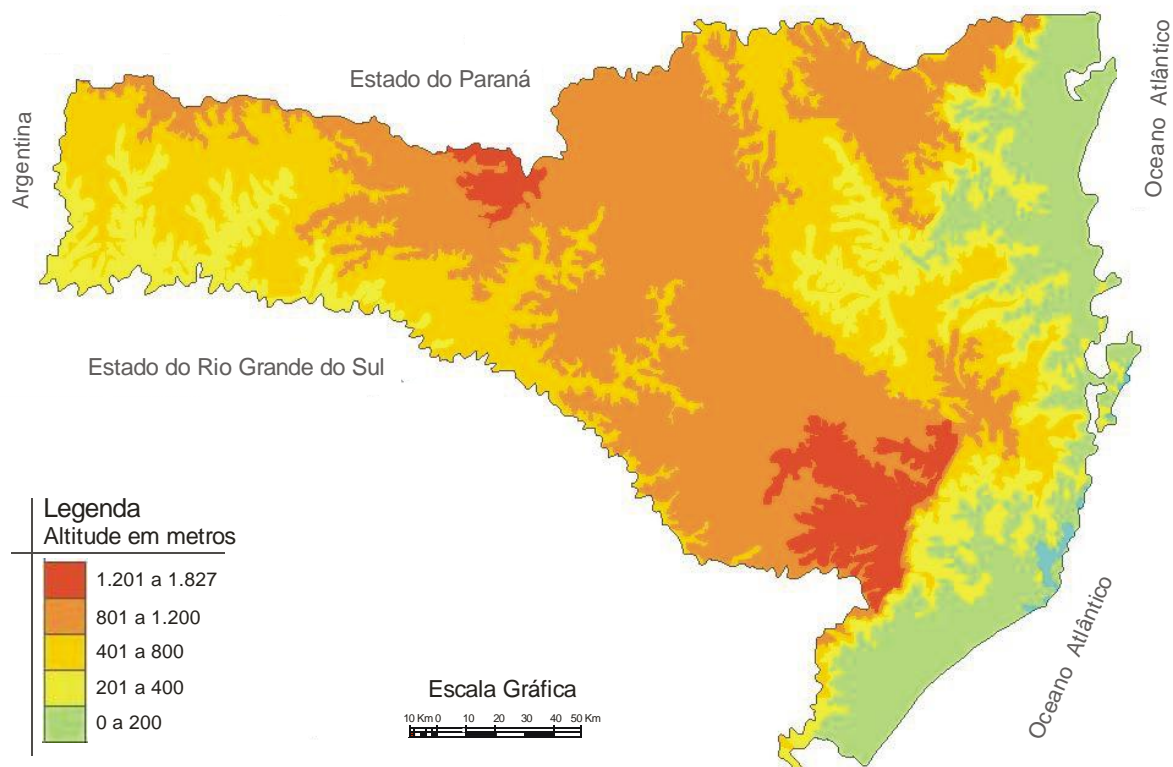 Estado do Paraná
Oceano Atlântico
Argentina
Estado do Rio Grande do Sul
Legenda
Altitude em metros
1.201 a 1.827
801 a 1.200
401 a 800
201 a 400
0 a 200
Escala Gráfica
10 Km 0 10 20 30 40 50 Km
Oceano Atlântico